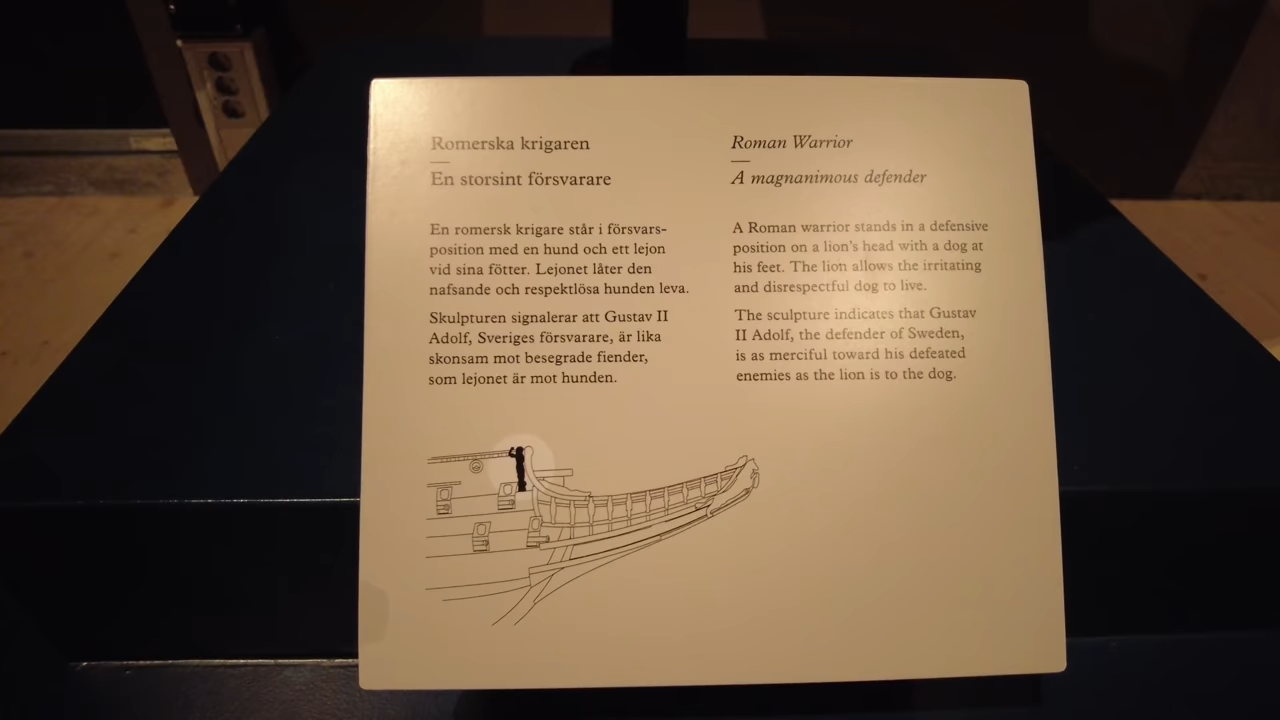 Romerska krigaren
En storsint försvarare
En romersk krigare står i försvars-
position med en hund och ett lejon
vid sina fötter. Lejonet låter den
nafsande och respektlösa hunden leva.
Skulpturen signalerar att Gustav II
Adolf, Sveriges försvarare, är lika
skonsam mot besegrade fiender,
som lejonet är mot hunden.
Roman Warrior
A magnanimous defender
A Roman warrior stands in a defensive
position on a lion's head with a dog at
his feet. The lion allows the irritating
and disrespectful dog to live.
The sculpture indicates that Gustav
II Adolf, the defender of Sweden,
is as merciful toward his defeated
enemies as the lion is to the dog.